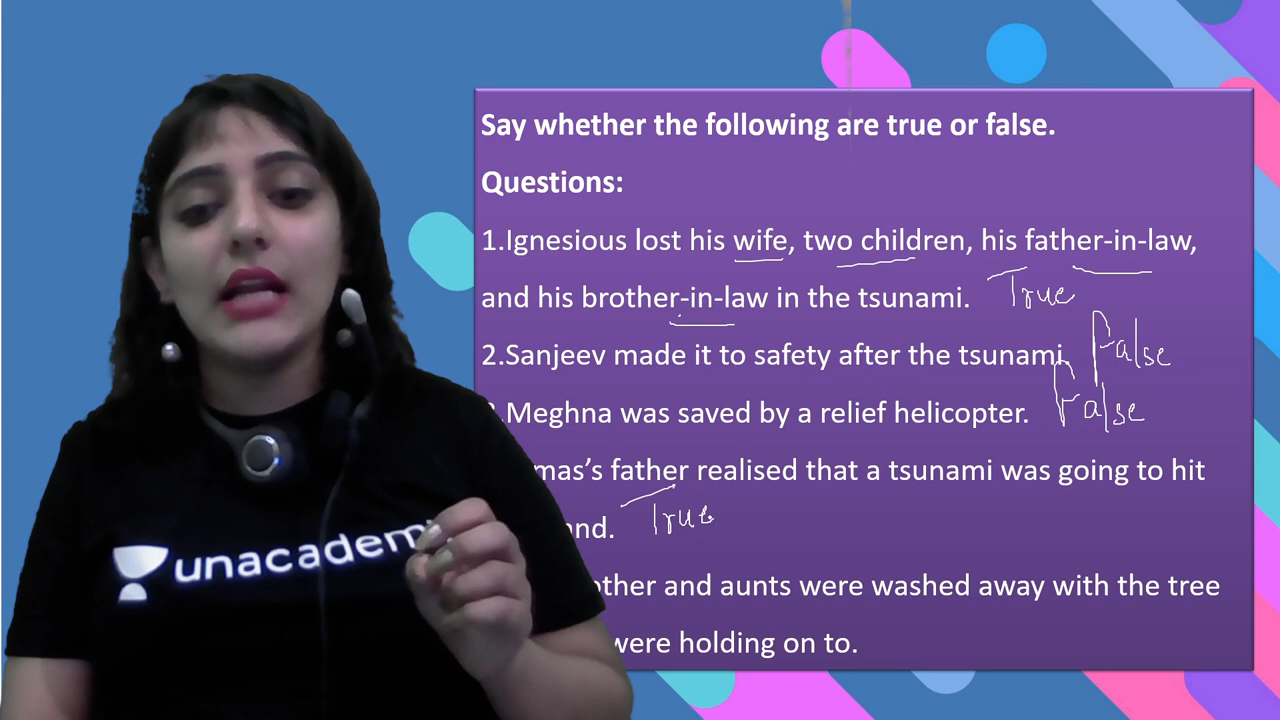 Say whether the following are true or false.
Questions:
1.Ignesious lost his wife, two children, his father-in-law,
and his brother-in-law in the tsunami. True
2.Sanjeev made it to safety after the tsunami. False
.Meghna was saved by a relief helicopter. False
mas’s father realised that a tsunami was going to hit
nd. True
other and aunts were washed away with the tree
were holding on to.
unacadem